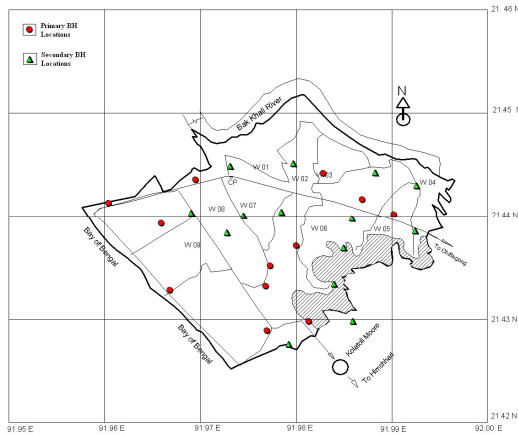 21.46 N
Primary BH
Locations
Secondary BH
Locations
N
21.45 N
Bak Khali River
W 01
W 02
W 04
CP
W 08
W 07
21.44 N
W 06
W 05
Bay of Bengal
W 09
To Chittagong
21.43 N
Bay of Bengal
Kolatoli Moore
To Himchhari
21.42 N
91.95 E
91.96 E
91.97 E
91.98 E
91.99 E
92.00 E